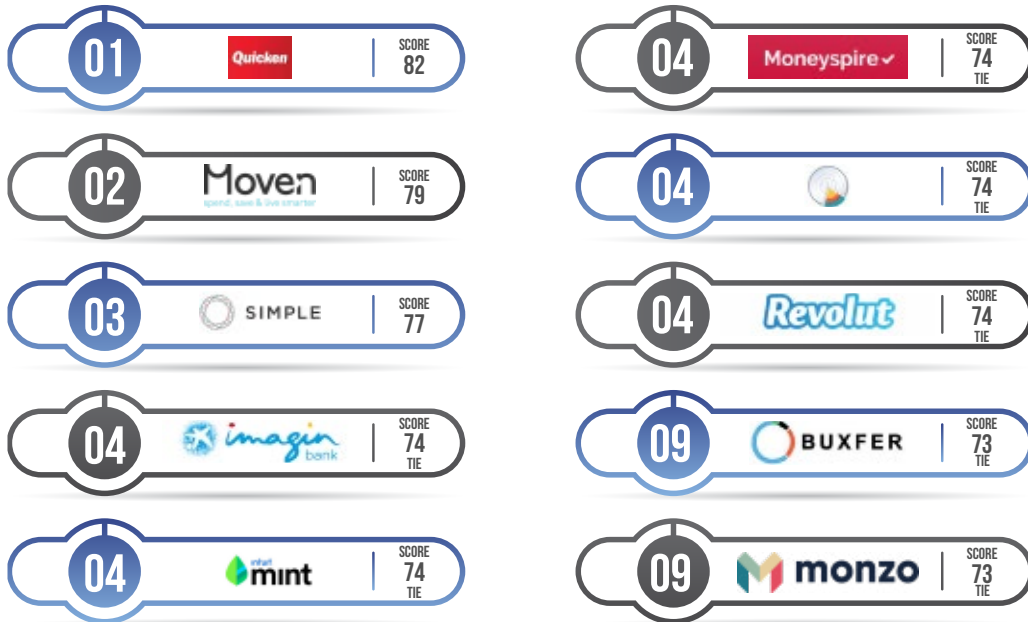 01
Quicken
SCORE
82
02
Moven
spend, save & live smarter
SCORE
79
03
SIMPLE
SCORE
77
04
imagin
bank
SCORE
74
TIE
04
intuit
mint
SCORE
74
TIE
04
Moneyspire
SCORE
74
TIE
04
SCORE
74
TIE
04
Revolut
SCORE
74
TIE
09
BUXFER
SCORE
73
TIE
09
monzo
SCORE
73
TIE